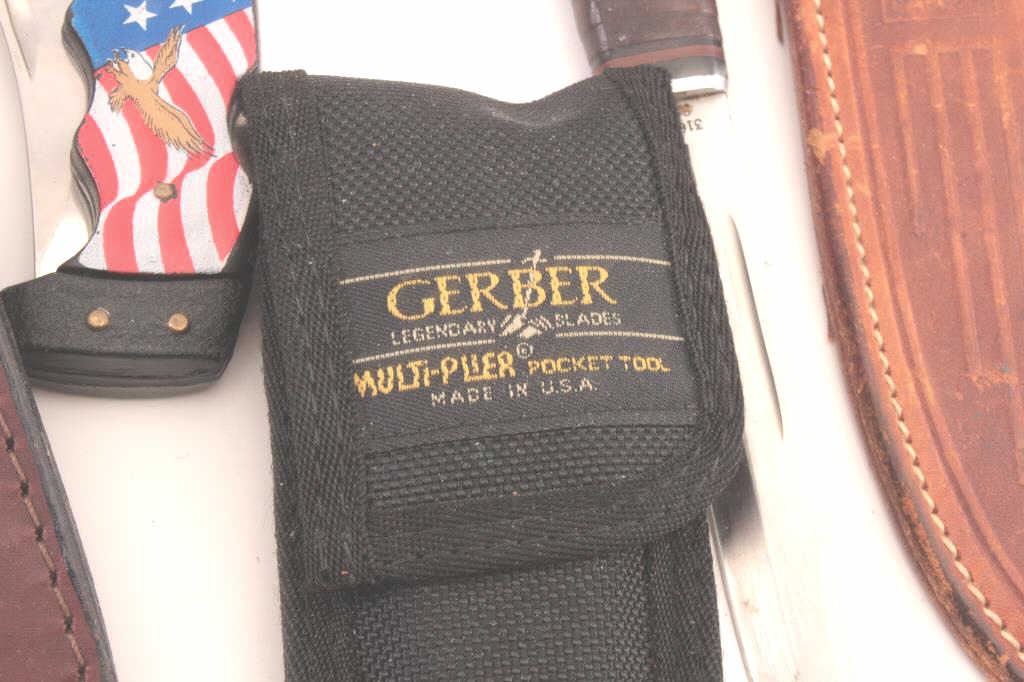 GERBER
LEGENDARY BLADES
MULTI-PLIER® POCKET TOOL
MADE IN U.S.A.